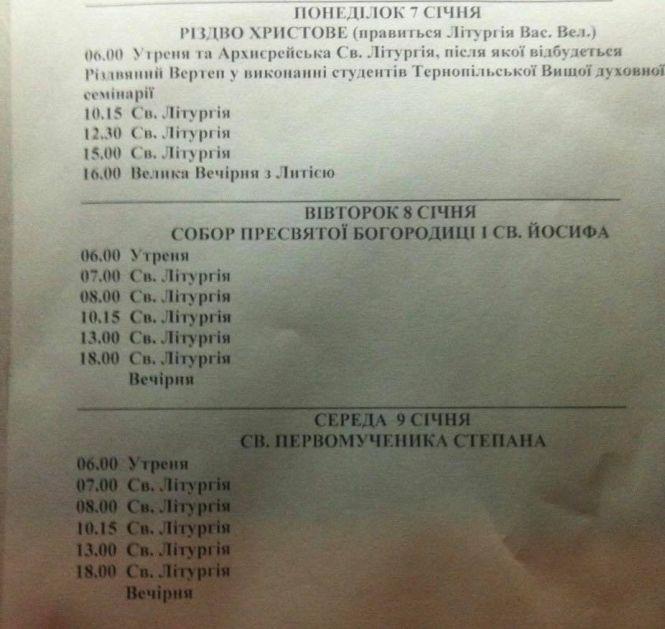 ПОНЕДІЛОК 7 СІЧНЯ
РІЗДВО ХРИСТОВЕ (правиться Літургія Вас. Вел.)
06.00 Утреня та Архиєрейська Св. Літургія, після якої відбудеться
Різдвяний Вертеп у виконанні студентів Тернопільської Вищої духовної
семінарії
10.15 Св. Літургія
12.30 Св. Літургія
15.00 Св. Літургія
16.00 Велика Вечірня з Литією
ВІВТОРОК 8 СІЧНЯ
СОБОР ПРЕСВЯТОЇ БОГОРОДИЦІ І СВ. ЙОСИФА
06.00 Утреня
07.00 Св. Літургія
08.00 Св. Літургія
10.15 Св. Літургія
13.00 Св. Літургія
18.00 Св. Літургія
Вечірня
СЕРЕДА 9 СІЧНЯ
СВ. ПЕРВОМУЧЕНИКА СТЕПАНА
06.00 Утреня
07.00 Св. Літургія
08.00 Св. Літургія
10.15 Св. Літургія
13.00 Св. Літургія
18.00 Св. Літургія
Вечірня